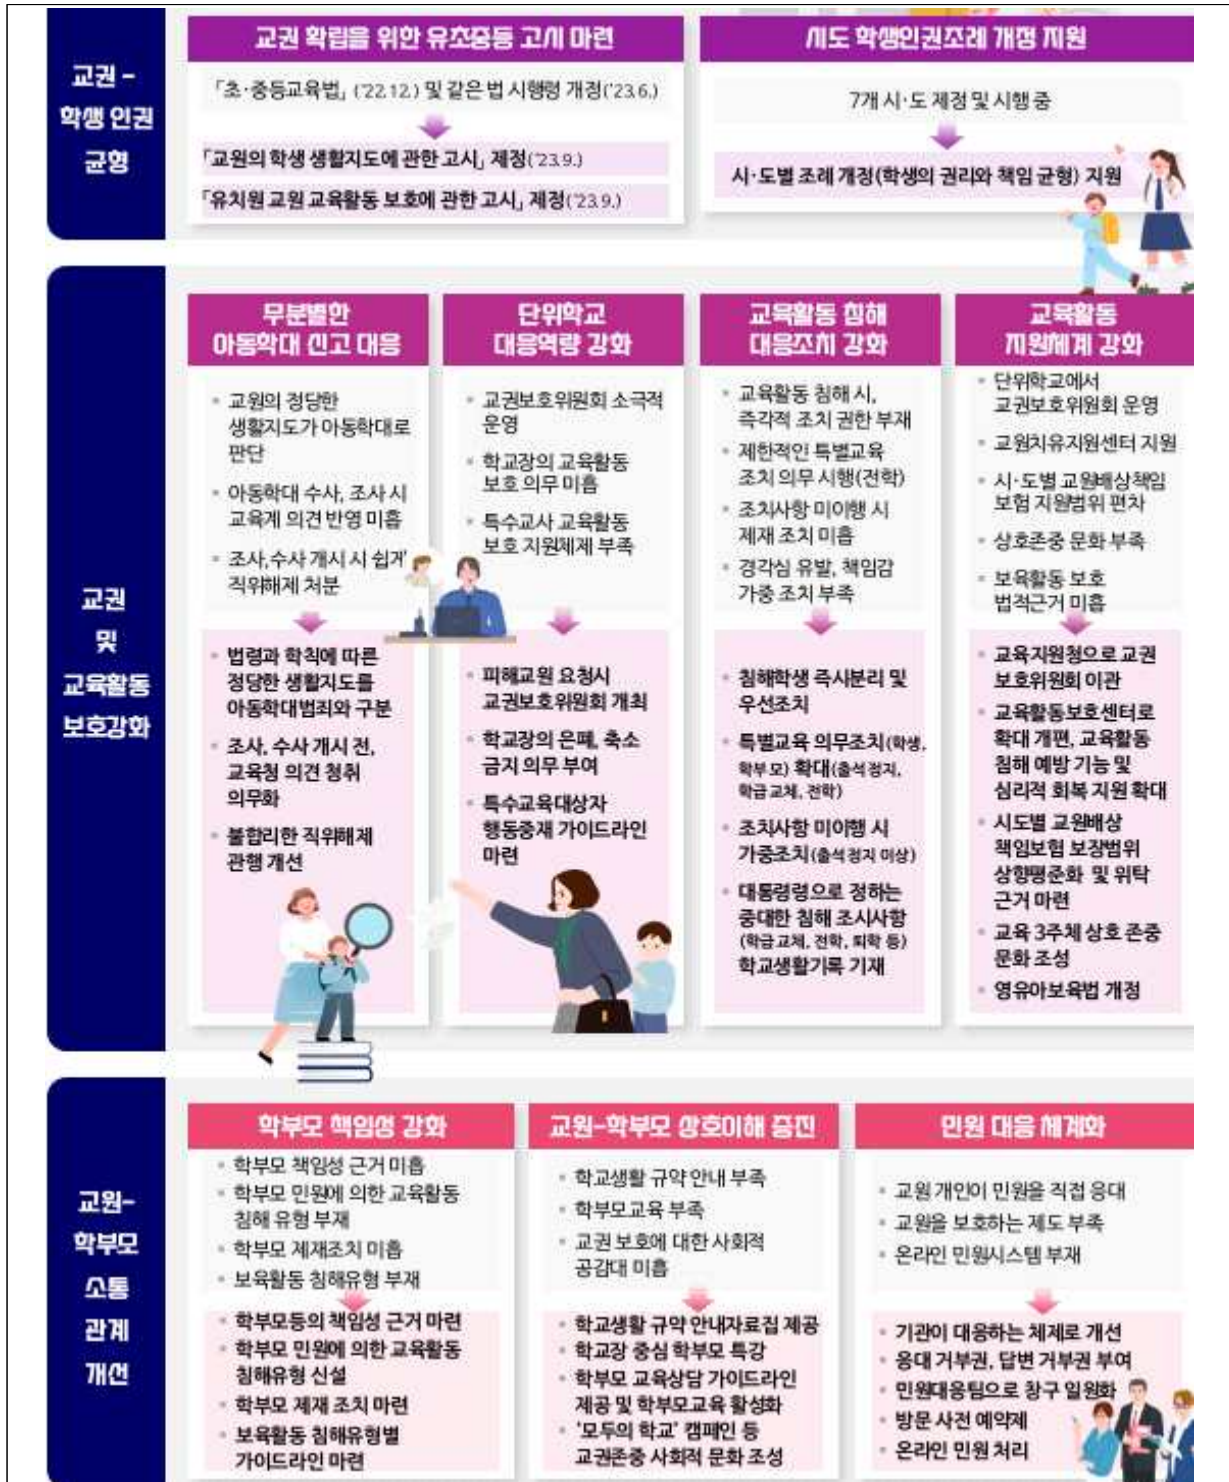 교권 –
학생 인권
균형
교권 확립을 위한 유초중등 고시 마련
「초·중등교육법」('22.12.) 및 같은 법 시행령 개정('23.6.)
「교원의 학생 생활지도에 관한 고시」 제정('23.9.)
「유치원 교원 교육활동 보호에 관한 고시」 제정('23.9.)
시도 학생인권조례 개정 지원
7개 시·도 제정 및 시행 중
시·도별 조례 개정(학생의 권리와 책임 균형) 지원
교권
및
교육활동
보호강화
무분별한
아동학대 신고 대응
• 교원의 정당한
생활지도가 아동학대로
판단
• 아동학대 수사, 조사 시
교육계 의견 반영 미흡
• 조사,수사 개시 시 쉽게
직위해제 처분
• 법령과 학칙에 따른
정당한 생활지도를
아동학대범죄와 구분
• 조사, 수사 개시 전,
교육청 의견 청취
의무화
• 불합리한 직위해제
관행 개선
단위학교
대응역량 강화
• 교권보호위원회 소극적
운영
• 학교장의 교육활동
보호 의무 미흡
• 특수교사 교육활동
보호 지원체제 부족
• 피해교원 요청시
교권보호위원회 개최
• 학교장의 은폐, 축소
금지 의무 부여
• 특수교육대상자
행동중재 가이드라인
마련
교육활동 침해
대응조치 강화
• 교육활동 침해 시,
즉각적 조치 권한 부재
• 제한적인 특별교육
조치 의무 시행(전학)
• 조치사항 미이행 시
제재 조치 미흡
• 경각심 유발, 책임감
가중 조치 부족
• 침해학생 즉시분리 및
우선조치
• 특별교육 의무조치(학생,
학부모) 확대(출석정지,
학급교체, 전학)
• 조치사항 미이행 시
가중조치(출석정지 이상)
• 대통령령으로 정하는
중대한 침해 조시사항
(학급교체, 전학, 퇴학 등)
학교생활기록 기재
교육활동
지원체계 강화
• 단위학교에서
교권보호위원회 운영
• 교원치유지원센터 지원
• 시·도별 교원배상책임
보험 지원범위 편차
• 상호존중 문화 부족
• 보육활동 보호
법적근거 미흡
• 교육지원청으로 교권
보호위원회 이관
• 교육활동보호센터로
확대 개편, 교육활동
침해 예방 기능 및
심리적 회복 지원 확대
• 시도별 교원배상
책임보험 보장범위
상향평준화 및 위탁
근거 마련
• 교육 3주체 상호 존중
문화 조성
• 영유아보육법 개정
교원–
학부모
소통
관계
개선
학부모 책임성 강화
• 학부모 책임성 근거 미흡
• 학부모 민원에 의한 교육활동
침해 유형 부재
• 학부모 제재조치 미흡
• 보육활동 침해유형 부재
• 학부모등의 책임성 근거 마련
• 학부모 민원에 의한 교육활동
침해유형 신설
• 학부모 제재 조치 마련
• 보육활동 침해유형별
가이드라인 마련
교원–학부모 상호이해 증진
• 학교생활 규약 안내 부족
• 학부모교육 부족
• 교권 보호에 대한 사회적
공감대 미흡
• 학교생활 규약 안내자료집 제공
• 학교장 중심 학부모 특강
• 학부모 교육상담 가이드라인
제공 및 학부모교육 활성화
• '모두의 학교' 캠페인 등
교권존중 사회적 문화 조성
민원 대응 체계화
• 교원 개인이 민원을 직접 응대
• 교원을 보호하는 제도 부족
• 온라인 민원시스템 부재
• 기관이 대응하는 체제로 개선
• 응대 거부권, 답변 거부권 부여
• 민원대응팀으로 창구 일원화
• 방문 사전 예약제
• 온라인 민원 처리